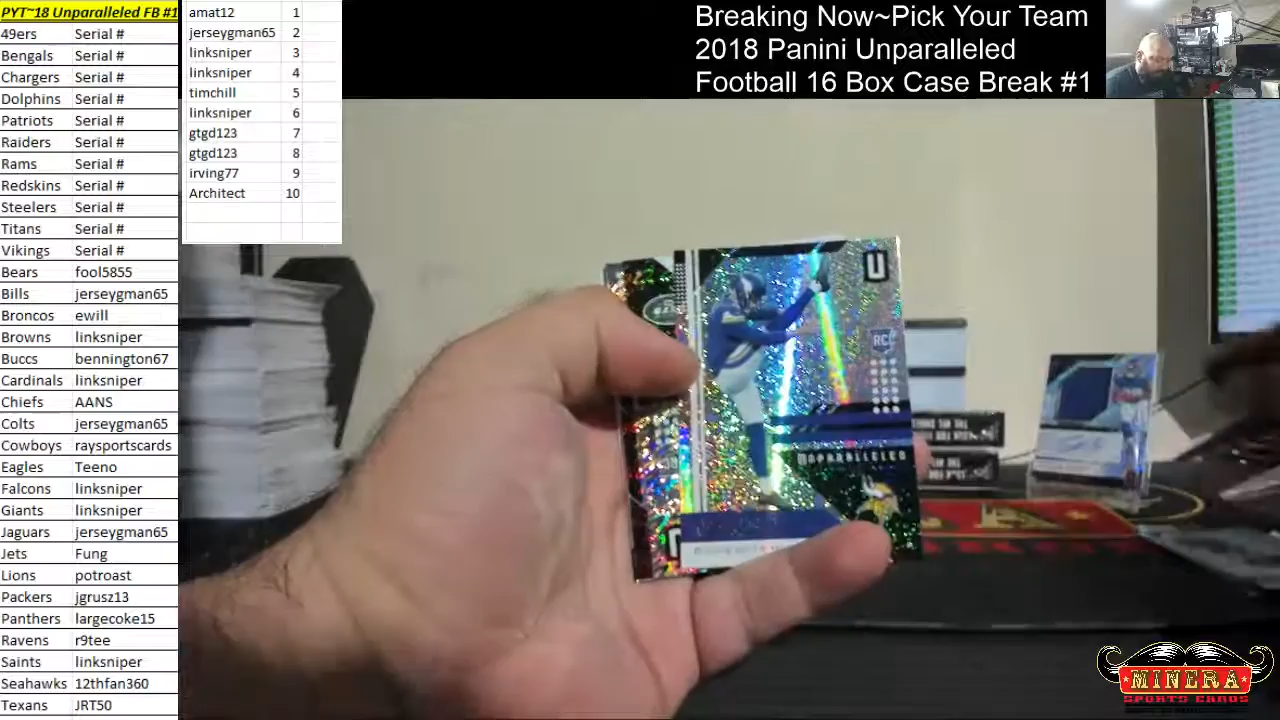 PYT~18 Unparalleled FB #1
49ers Serial #
Bengals Serial #
Chargers Serial #
Dolphins Serial #
Patriots Serial #
Raiders Serial #
Rams Serial #
Redskins Serial #
Steelers Serial #
Titans Serial #
Vikings Serial #
Bears fool5855
Bills jerseygman65
Broncos ewill
Browns linksniper
Buccs bennington67
Cardinals linksniper
Chiefs AANS
Colts jerseygman65
Cowboys raysportscards
Eagles Teeno
Falcons linksniper
Giants linksniper
Jaguars jerseygman65
Jets Fung
Lions potroast
Packers jgrusz13
Panthers largecoke15
Ravens r9tee
Saints linksniper
Seahawks 12thfan360
Texans JRT50
amat12 1
jerseygman65 2
linksniper 3
linksniper 4
timchill 5
linksniper 6
gtgd123 7
gtgd123 8
irving77 9
Architect 10
Breaking Now~Pick Your Team
2018 Panini Unparalleled
Football 16 Box Case Break #1
U
RC
UNPARALLELED
MINERA
SPORTS CARDS